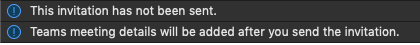 This invitation has not been sent.
Teams meeting details will be added after you send the invitation.